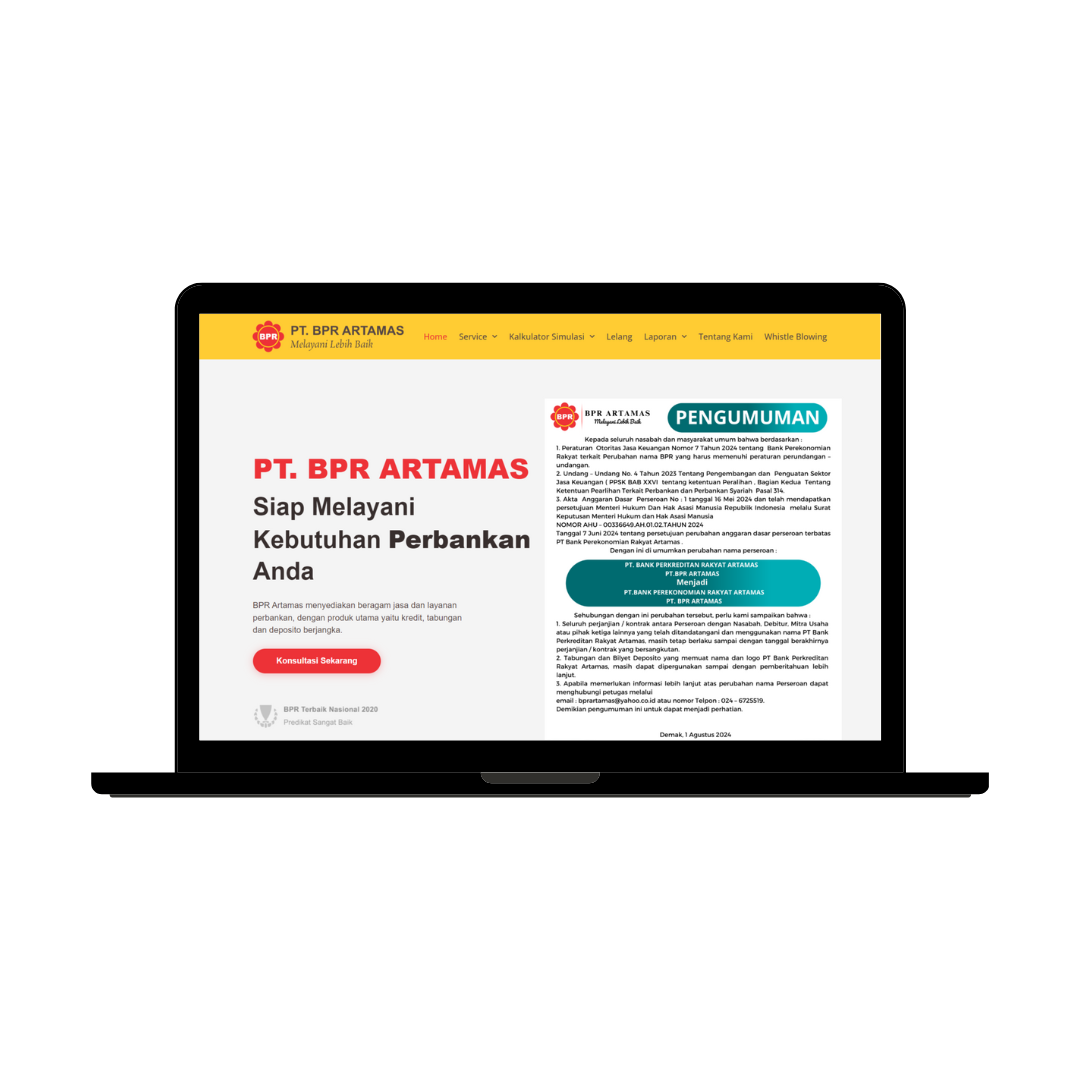 BPR
PT. BPR ARTAMAS
Melayani Lebih Baik
Home Service Kalkulator Simulasi Lelang Laporan Tentang Kami Whistle Blowing
PT. BPR ARTAMAS
Siap Melayani
Kebutuhan Perbankan
Anda
BPR Artamas menyediakan beragam jasa dan layanan
perbankan, dengan produk utama yaitu kredit, tabungan
dan deposito berjangka.
Konsultasi Sekarang
BPR Terbaik Nasional 2020
Predikat Sangat Baik
BPR
BPR ARTAMAS
Melayani Lebih Baik
PENGUMUMAN
Kepada seluruh nasabah dan masyarakat umum bahwa berdasarkan :
1. Peraturan Otoritas Jasa Keuangan Nomor 7 Tahun 2024 tentang Bank Perekonomian
Rakyat terkait Perubahan nama BPR yang harus memenuhi peraturan perundangan –
undangan.
2. Undang – Undang No. 4 Tahun 2023 Tentang Pengembangan dan Penguatan Sektor
Jasa Keuangan ( PPSK BAB XXVI tentang ketentuan Peralihan , Bagian Kedua Tentang
Ketentuan Pearlihan Terkait Perbankan dan Perbankan Syariah Pasal 314.
3. Akta Anggaran Dasar Perseroan No : 1 tanggal 16 Mei 2024 dan telah mendapatkan
persetujuan Menteri Hukum Dan Hak Asasi Manusia Republik Indonesia melalu Surat
Keputusan Menteri Hukum dan Hak Asasi Manusia
NOMOR AHU – 00336649.AH.01.02.TAHUN 2024
Tanggal 7 Juni 2024 tentang persetujuan perubahan anggaran dasar perseroan terbatas
PT Bank Perekonomian Rakyat Artamas .
Dengan ini di umumkan perubahan nama perseroan :
PT. BANK PERKREDITAN RAKYAT ARTAMAS
PT.BPR ARTAMAS
Menjadi
PT.BANK PEREKONOMIAN RAKYAT ARTAMAS
PT. BPR ARTAMAS
Sehubungan dengan ini perubahan tersebut, perlu kami sampaikan bahwa :
1. Seluruh perjanjian / kontrak antara Perseroan dengan Nasabah, Debitur, Mitra Usaha
atau pihak ketiga lainnya yang telah ditandatangani dan menggunakan nama PT Bank
Perkreditan Rakyat Artamas, masih tetap berlaku sampai dengan tanggal berakhirnya
perjanjian / kontrak yang bersangkutan.
2. Tabungan dan Bilyet Deposito yang memuat nama dan logo PT Bank Perkreditan
Rakyat Artamas, masih dapat dipergunakan sampai dengan pemberitahuan lebih
lanjut.
3. Apabila memerlukan informasi lebih lanjut atas perubahan nama Perseroan dapat
menghubungi petugas melalui
email : bprartamas@yahoo.co.id atau nomor Telpon : 024 – 6725519.
Demikian pengumuman ini untuk dapat menjadi perhatian.
Demak, 1 Agustus 2024